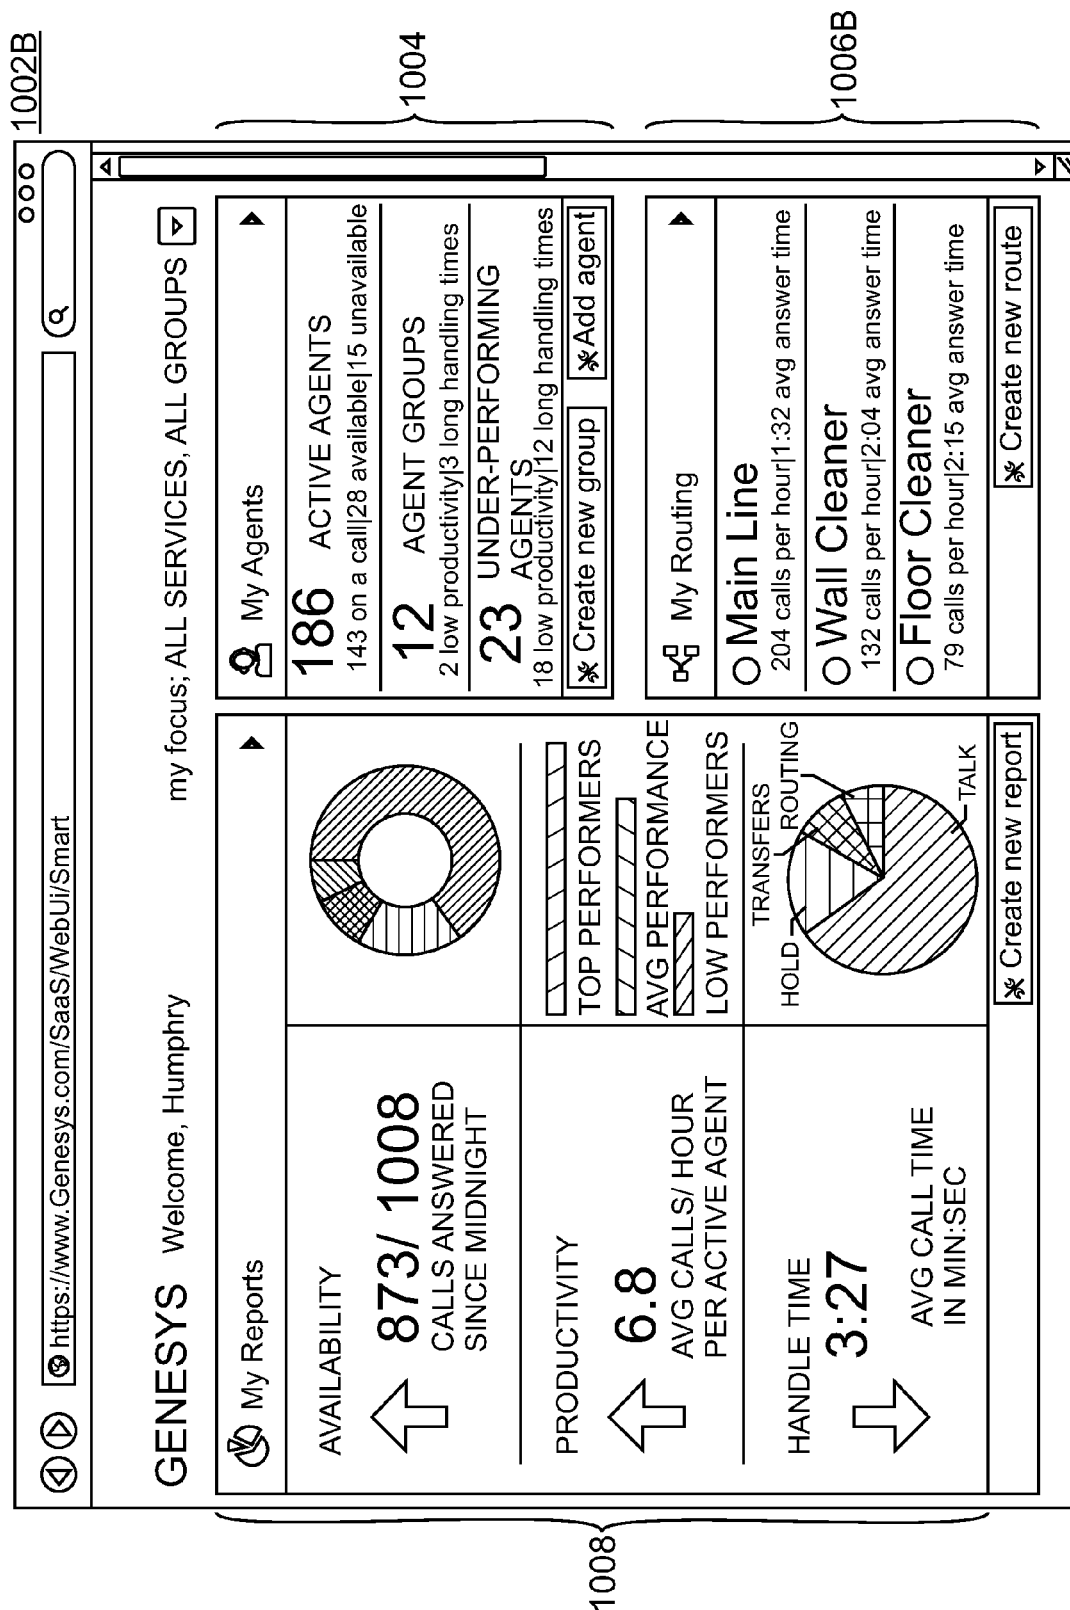 1002B
https://www.Genesys.com/SaaS/WebUi/Smart
GENESYS Welcome, Humphry
my focus; ALL SERVICES, ALL GROUPS
1008
My Reports
AVAILABILITY
873/ 1008
CALLS ANSWERED
SINCE MIDNIGHT
PRODUCTIVITY
6.8
AVG CALLS/ HOUR
PER ACTIVE AGENT
TOP PERFORMERS
AVG PERFORMANCE
LOW PERFORMERS
HANDLE TIME
3:27
AVG CALL TIME
IN MIN:SEC
HOLD
TRANSFERS
ROUTING
TALK
Create new report
1004
My Agents
186 ACTIVE AGENTS
143 on a call|28 available|15 unavailable
12 AGENT GROUPS
2 low productivity|3 long handling times
23 UNDER-PERFORMING
AGENTS
18 low productivity|12 long handling times
Create new group
Add agent
1006B
My Routing
Main Line
204 calls per hour|1:32 avg answer time
Wall Cleaner
132 calls per hour|2:04 avg answer time
Floor Cleaner
79 calls per hour|2:15 avg answer time
Create new route